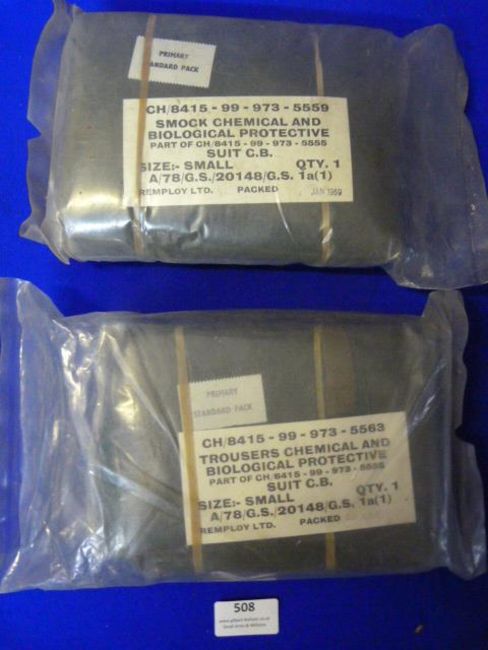 PRIMARY
STANDARD PACK
CH/8415-99-973-5559
SMOCK CHEMICAL AND
BIOLOGICAL PROTECTIVE
PART OF CH/8415-99-973-5555
SUIT C.B.
SIZE:- SMALL QTY. 1
A/78/G.S./20148/G.S. 1a(1)
REMPLOY LTD. PACKED JAN 1969
PRIMARY
STANDARD PACK
CH/8415-99-973-5563
TROUSERS CHEMICAL AND
BIOLOGICAL PROTECTIVE
PART OF CH/8415-99-973-5555
SUIT C.B.
SIZE:- SMALL QTY. 1
A/78/G.S./20148/G.S. 1a(1)
REMPLOY LTD. PACKED
508